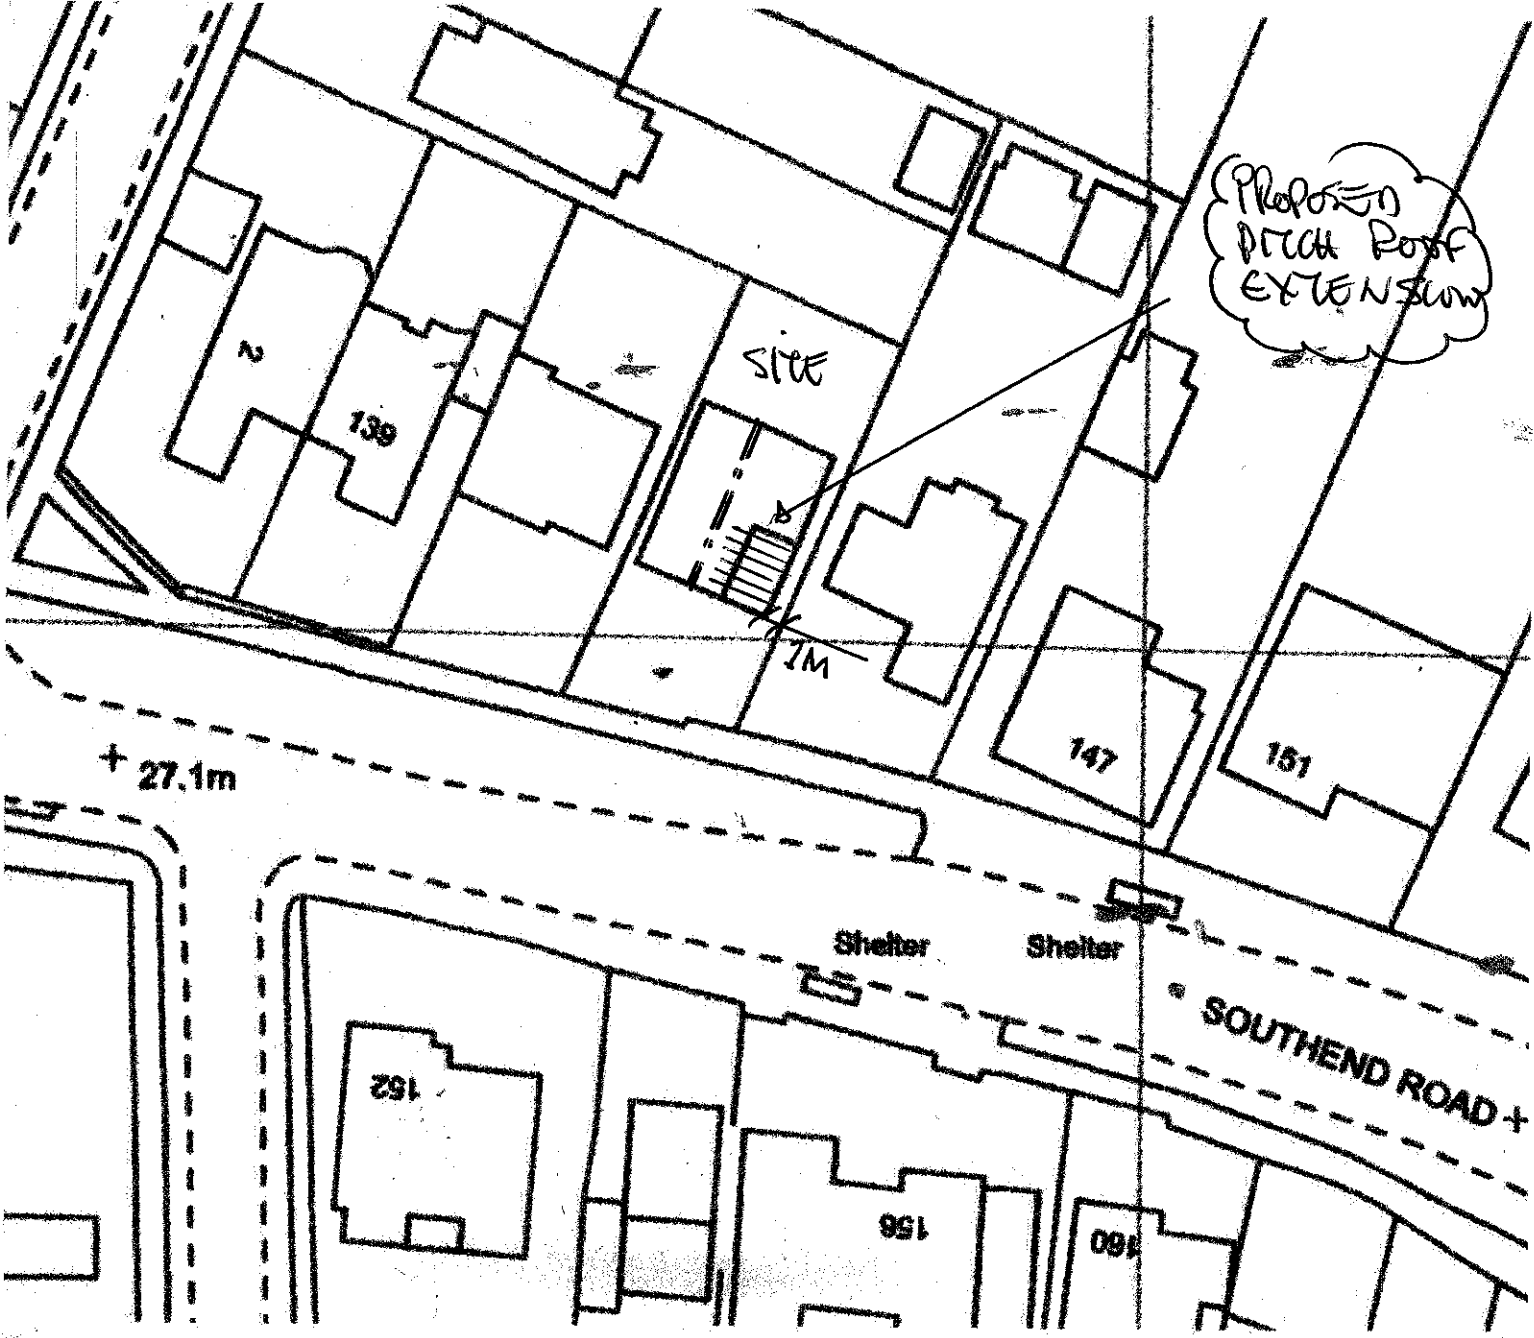 PROPOSED
PITCH ROOF
EXTENSION
SITE
2
139
1M
147
151
+ 27.1m
Shelter
Shelter
SOUTHEND ROAD +
152
156
160